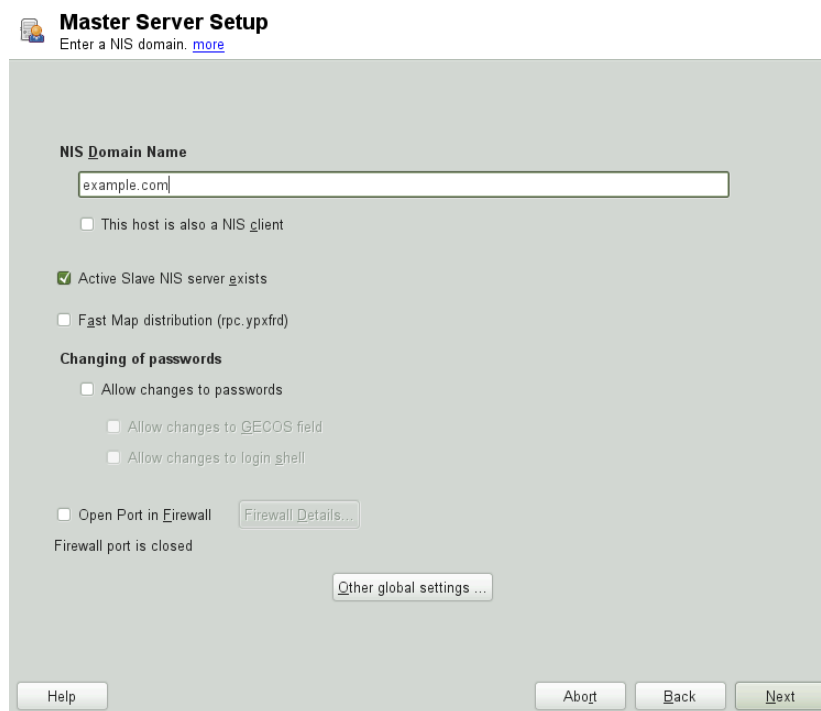 Master Server Setup
Enter a NIS domain. more
NIS Domain Name
example.com
This host is also a NIS client
Active Slave NIS server exists
Fast Map distribution (rpc.ypxfrd)
Changing of passwords
Allow changes to passwords
Allow changes to GECOS field
Allow changes to login shell
Open Port in Firewall Firewall Details...
Firewall port is closed
Other global settings ...
Help Abort Back Next